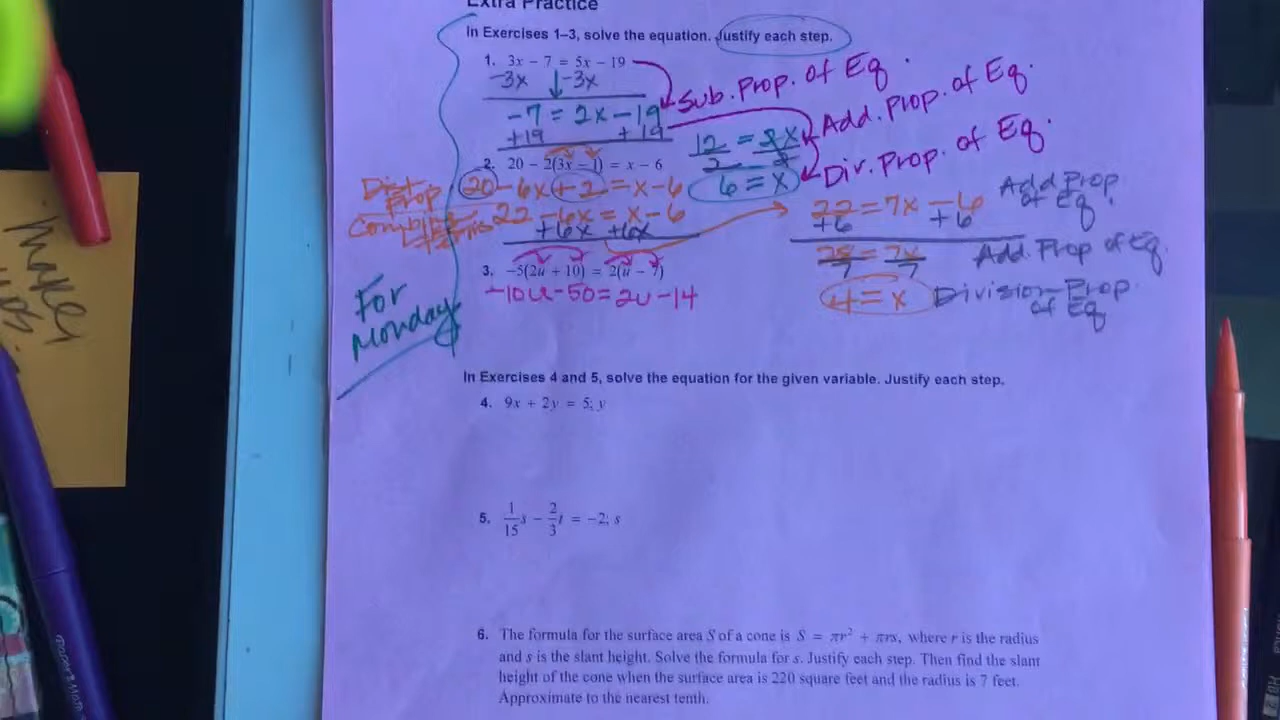 Extra Practice
In Exercises 1–3, solve the equation. Justify each step.
1. 3x − 7 = 5x − 19
-3x -3x
Sub. Prop. of Eq.
-7 = 2x - 19
+19 +19
12 = 2x Add. Prop. of Eq.
2 2
6 = x Div. Prop. of Eq.
2. 20 − 2(3x − 1) = x − 6
Dist Prop 20 - 6x + 2 = x - 6
22 - 6x = x - 6
+6x +6x
22 = 7x - 6 Add Prop of Eq.
+6 +6
28 = 7x Add. Prop of Eq.
7 7
4 = x Division Prop. of Eq
3. −5(2u + 10) = 2(u − 7)
-10u - 50 = 2u - 14
For Monday
make
In Exercises 4 and 5, solve the equation for the given variable. Justify each step.
4. 9x + 2y = 5; y
5. 1/15 s − 2/3 t = −2; s
6. The formula for the surface area S of a cone is S = πr² + πrs, where r is the radius
and s is the slant height. Solve the formula for s. Justify each step. Then find the slant
height of the cone when the surface area is 220 square feet and the radius is 7 feet.
Approximate to the nearest tenth.